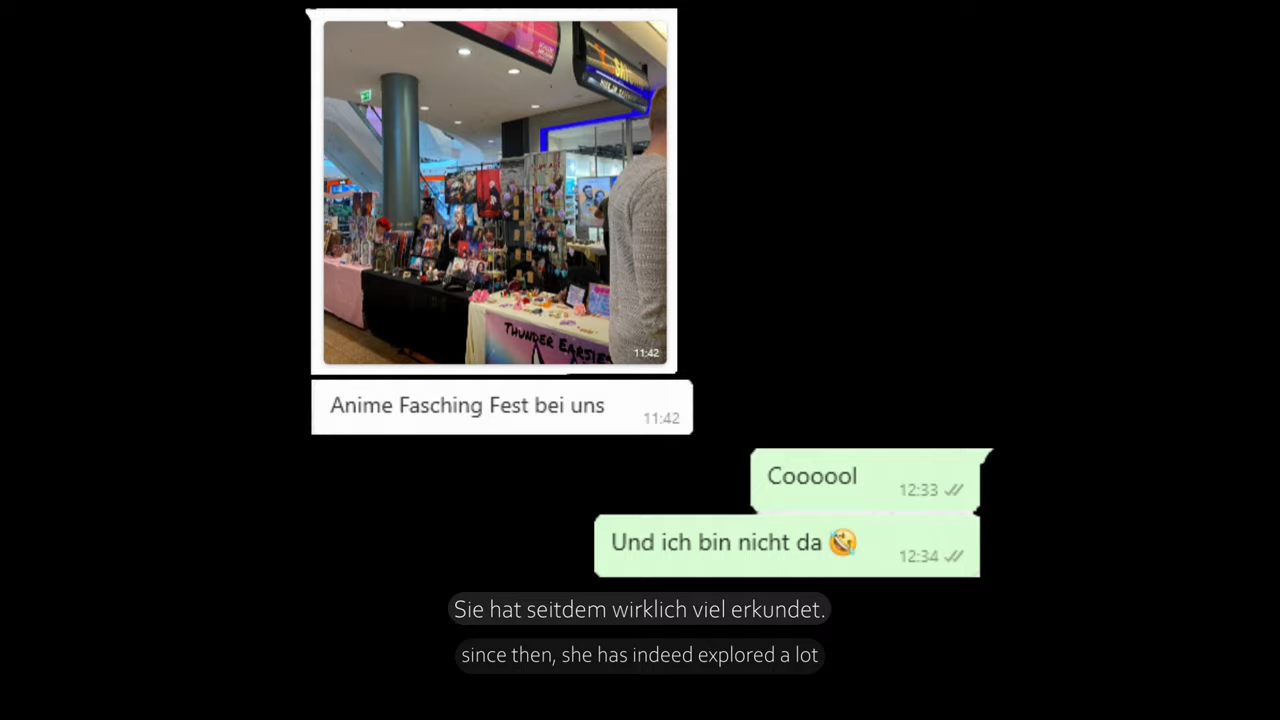 THUNDER EARSIES
11:42
Anime Fasching Fest bei uns
11:42
Coooool
12:33
Und ich bin nicht da 🤣
12:34
Sie hat seitdem wirklich viel erkundet.
since then, she has indeed explored a lot